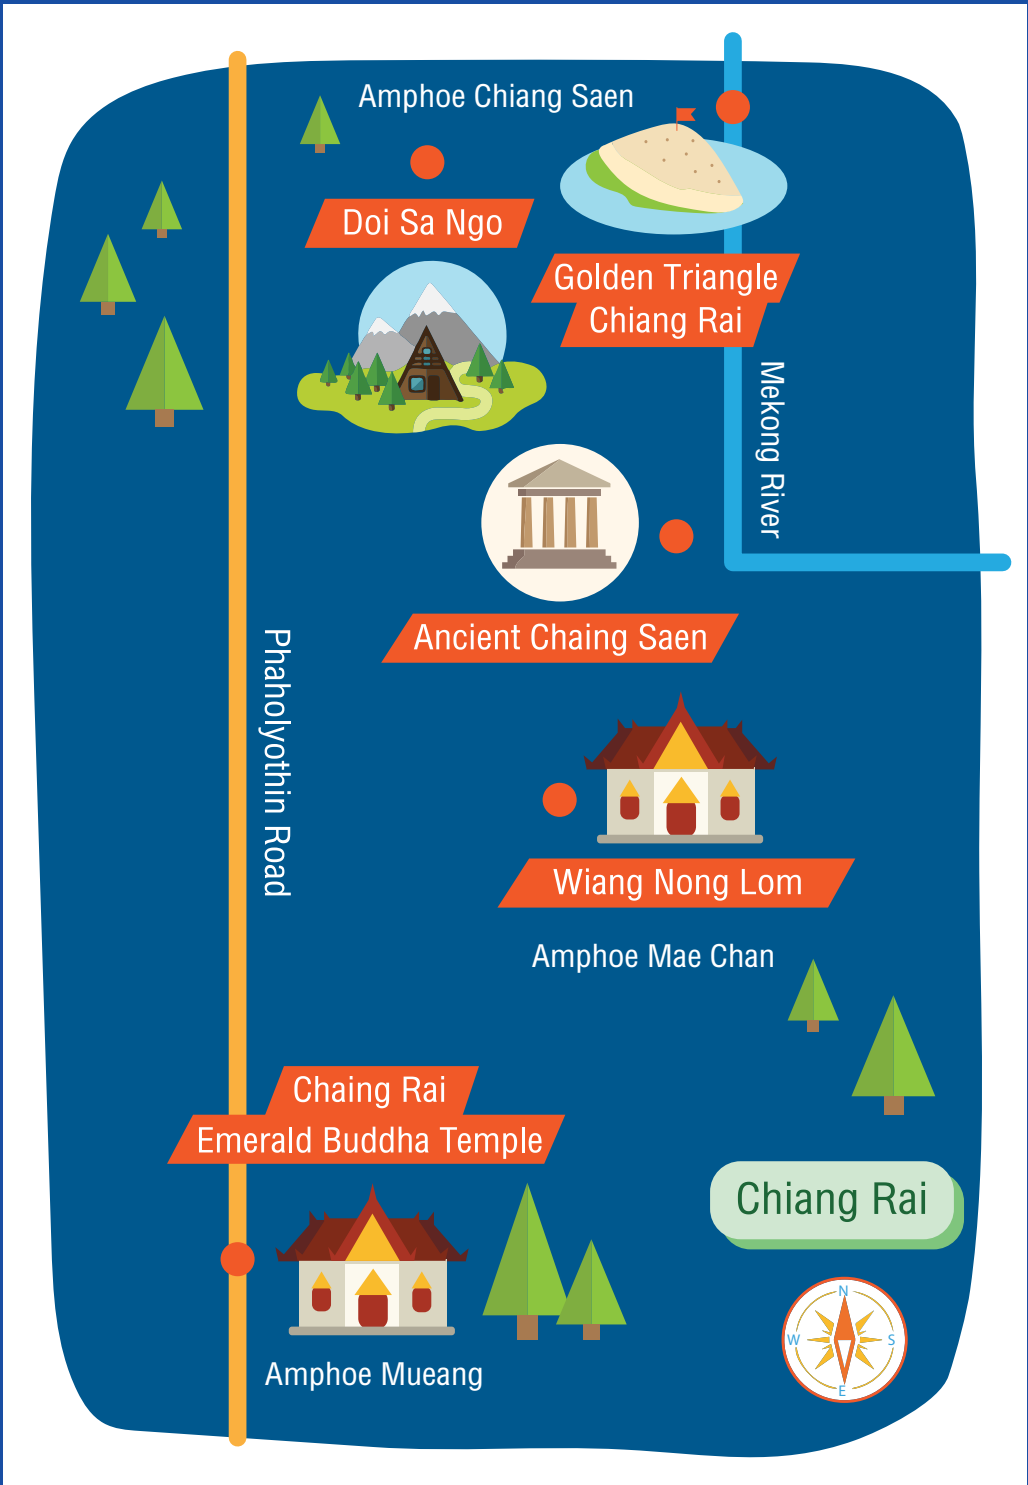 Amphoe Chiang Saen
Doi Sa Ngo
Golden Triangle
Chiang Rai
Mekong River
Ancient Chaing Saen
Phaholyothin Road
Wiang Nong Lom
Amphoe Mae Chan
Chaing Rai
Emerald Buddha Temple
Chiang Rai
Amphoe Mueang
N
W
S
E